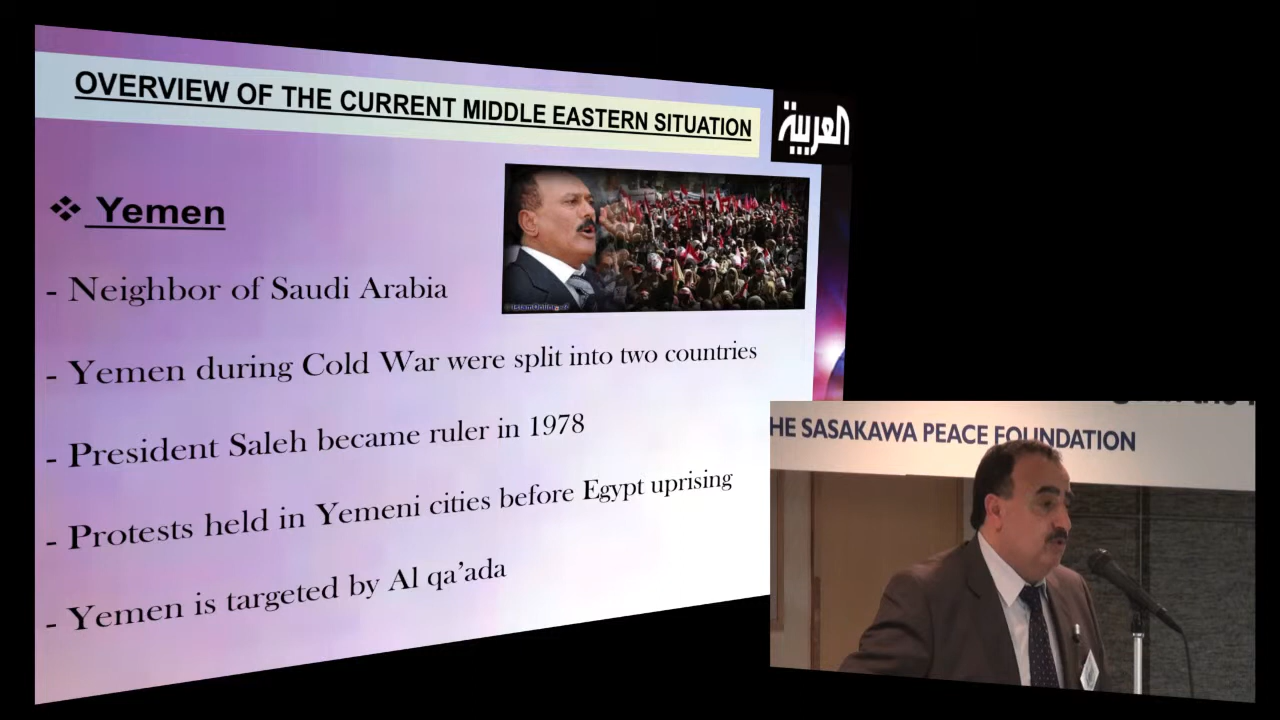 OVERVIEW OF THE CURRENT MIDDLE EASTERN SITUATION
العربية
❖ Yemen
- Neighbor of Saudi Arabia
- Yemen during Cold War were split into two countries
- President Saleh became ruler in 1978
- Protests held in Yemeni cities before Egypt uprising
- Yemen is targeted by Al qa’ada
HE SASAKAWA PEACE FOUNDATION